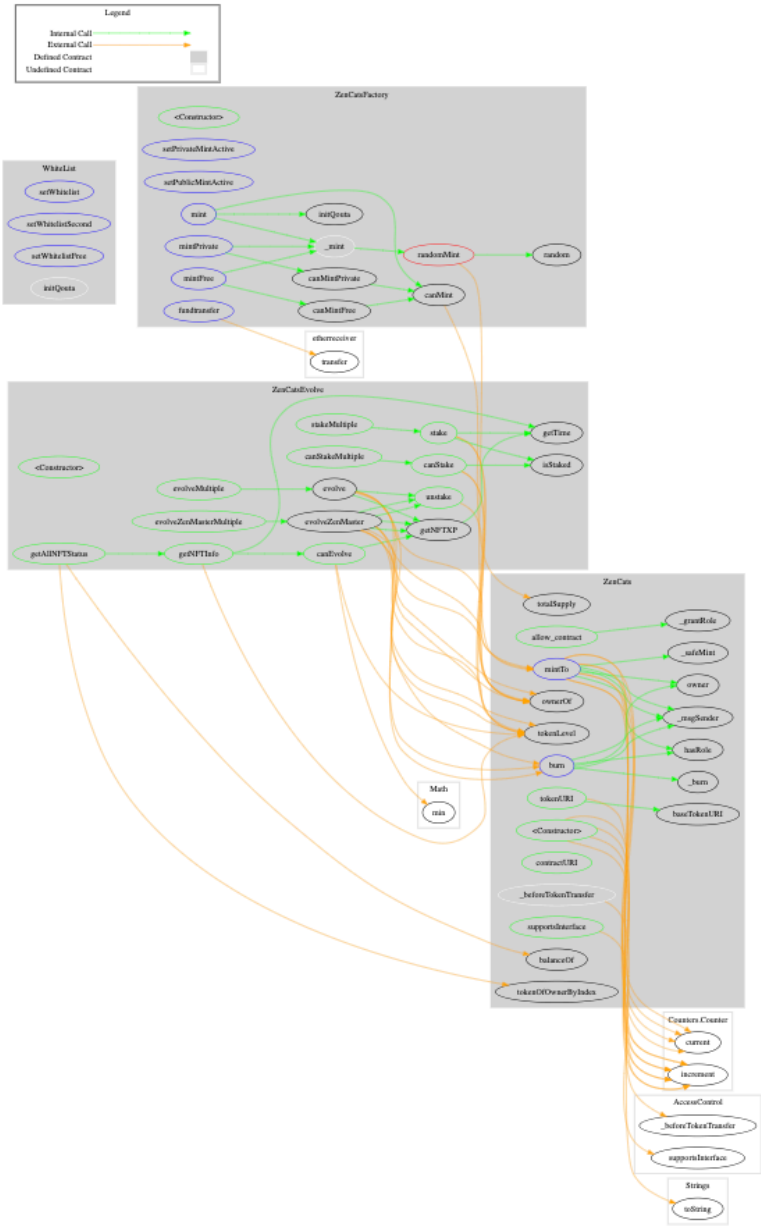 Legend
Internal Call
External Call
Defined Contract
Undefined Contract
ZenCatsFactory
<Constructor>
setPrivateMintActive
setPublicMintActive
mint
initQouta
mintPrivate
_mint
randomMint
random
mintFree
canMintPrivate
canMint
fundtransfer
canMintFree
WhiteList
setWhitelist
setWhitelistSecond
setWhitelistFree
initQouta
etherreceiver
transfer
ZenCatsEvolve
stakeMultiple
stake
getTime
canStakeMultiple
canStake
isStaked
<Constructor>
evolveMultiple
evolve
unstake
evolveZenMasterMultiple
evolveZenMaster
getNFTXP
getAllNFTStatus
getNFTInfo
canEvolve
ZenCats
totalSupply
_grantRole
allow_contract
_safeMint
mintTo
owner
ownerOf
_msgSender
tokenLevel
hasRole
burn
_burn
tokenURI
baseTokenURI
<Constructor>
contractURI
_beforeTokenTransfer
supportsInterface
balanceOf
tokenOfOwnerByIndex
Math
min
Counters.Counter
current
increment
AccessControl
_beforeTokenTransfer
supportsInterface
Strings
toString